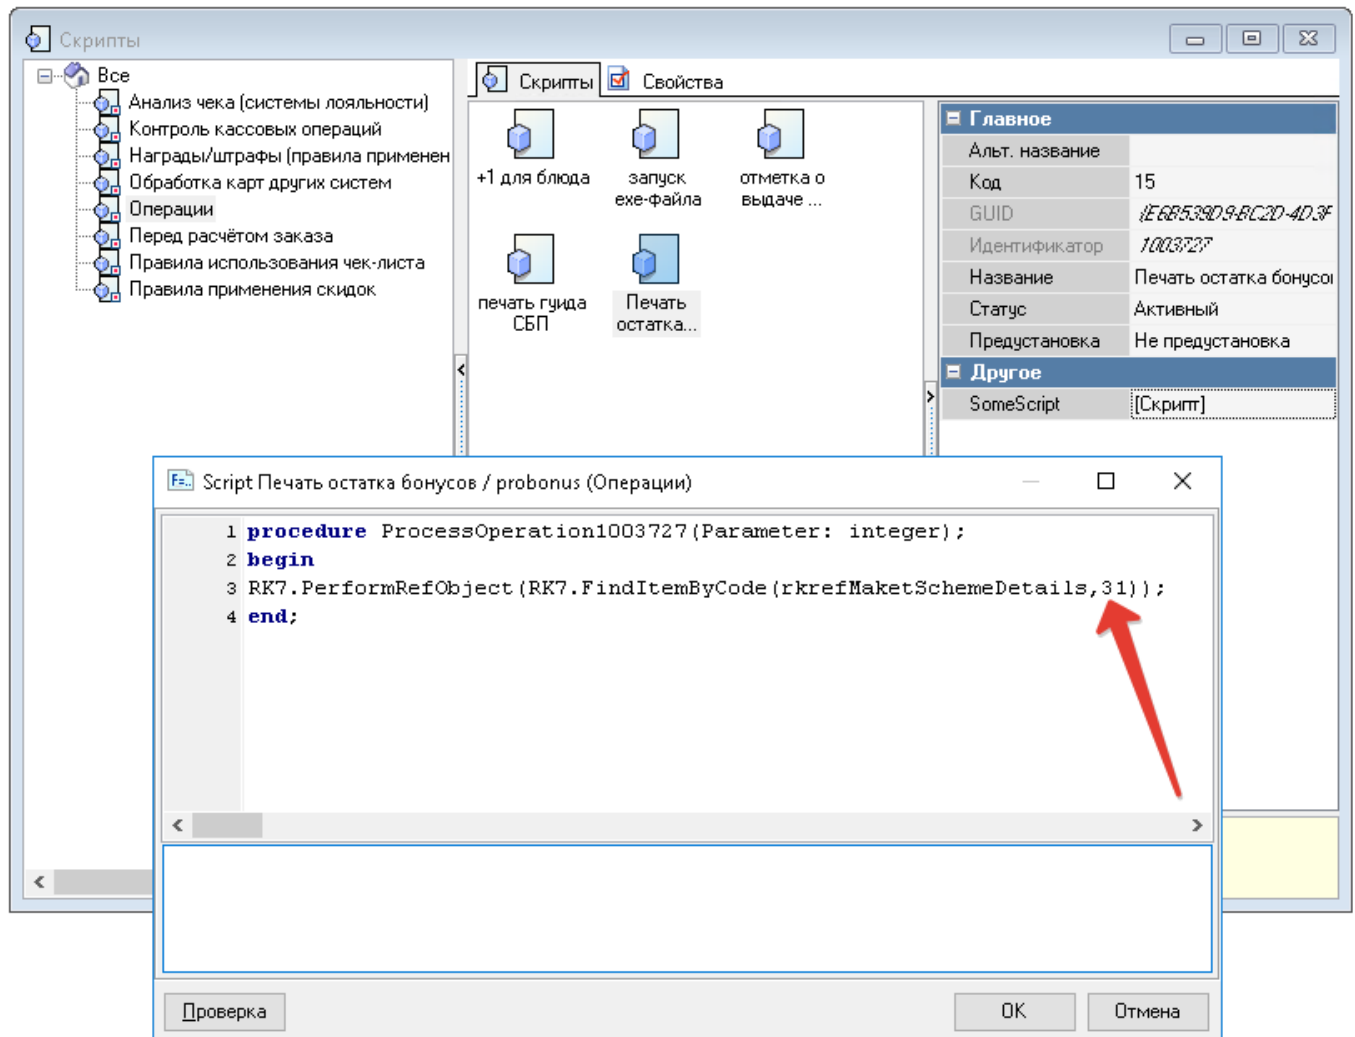 Скрипты
Все
Анализ чека (системы лояльности)
Контроль кассовых операций
Награды/штрафы (правила применен
Обработка карт других систем
Операции
Перед расчётом заказа
Правила использования чек-листа
Правила применения скидок
Скрипты
Свойства
+1 для блюда
запуск
exe-файла
отметка о
выдаче ...
печать гуида
СБП
Печать
остатка...
Главное
Альт. название
Код 15
GUID {E6B539D9-BC2D-4D3F
Идентификатор 1003727
Название Печать остатка бонусов
Статус Активный
Предустановка Не предустановка
Другое
SomeScript [Скрипт]
Script Печать остатка бонусов / probonus (Операции)
1 procedure ProcessOperation1003727(Parameter: integer);
2 begin
3 RK7.PerformRefObject(RK7.FindItemByCode(rkrefMaketSchemeDetails,31));
4 end;
Проверка
OK
Отмена